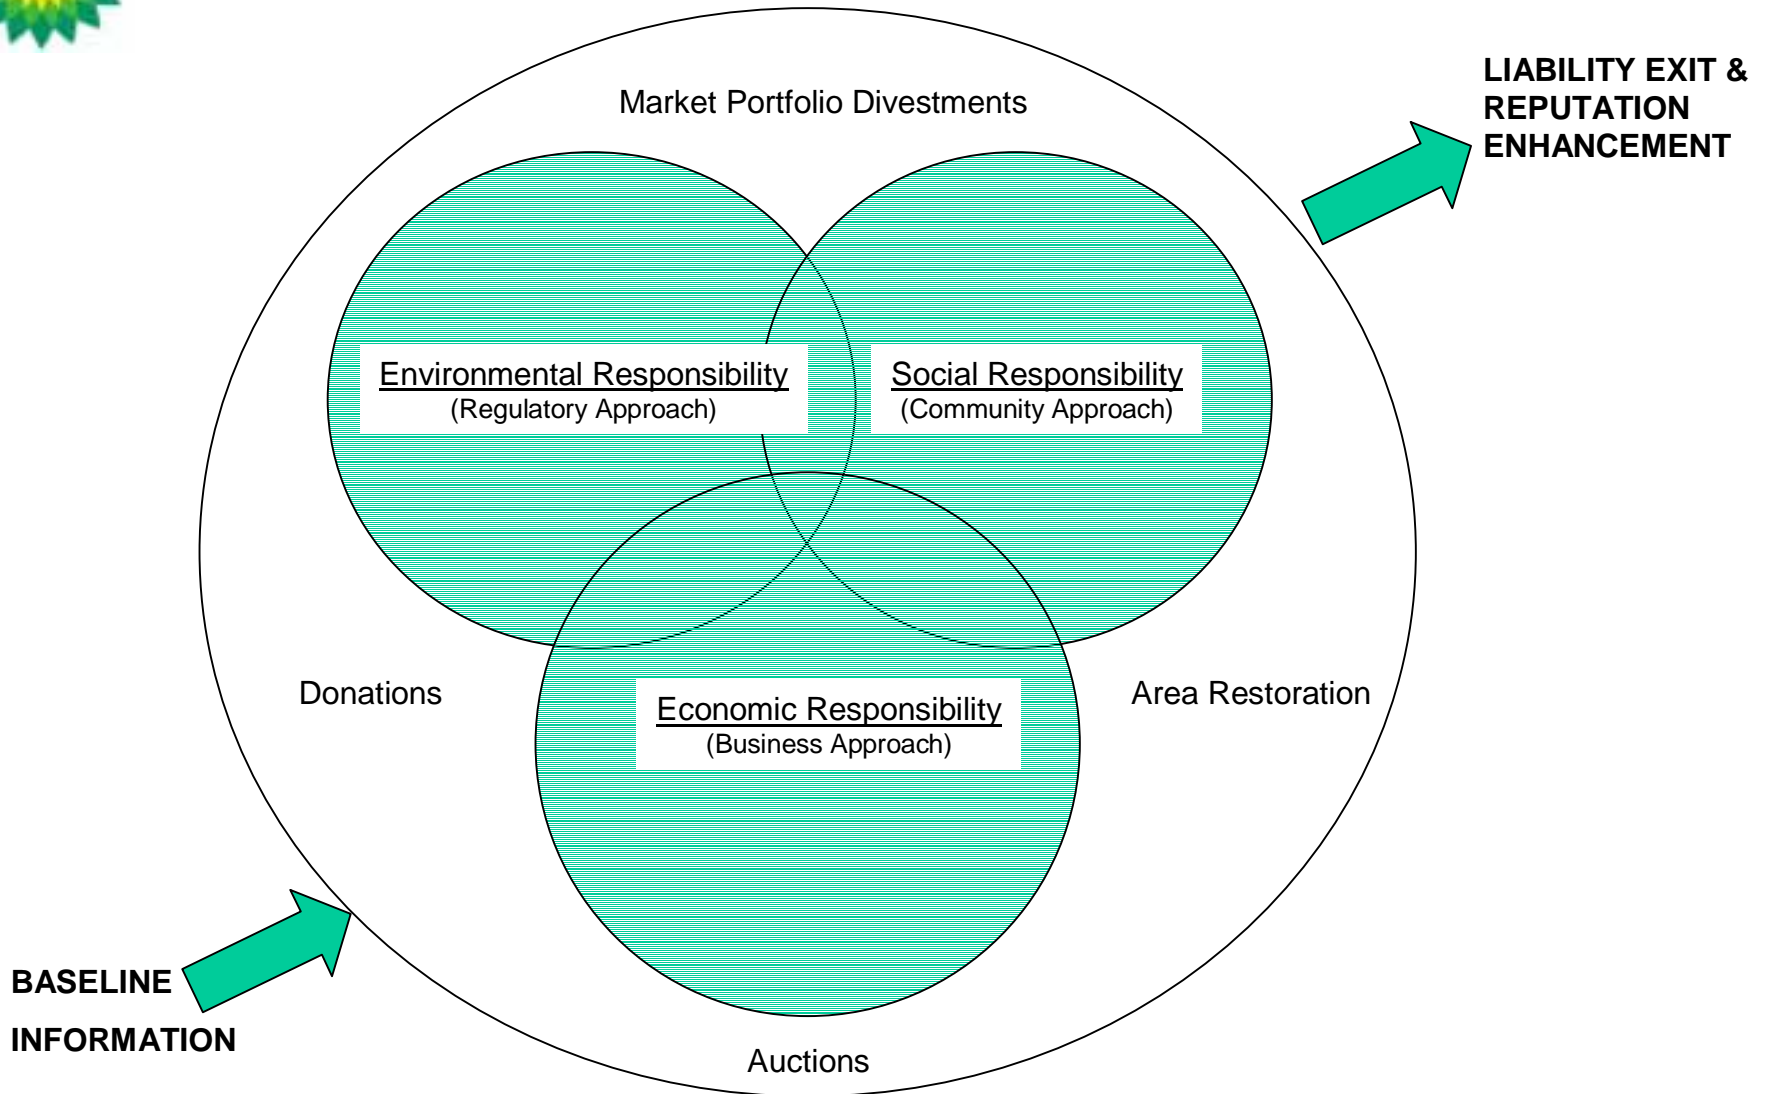 LIABILITY EXIT &
REPUTATION
ENHANCEMENT
Market Portfolio Divestments
Environmental Responsibility
(Regulatory Approach)
Social Responsibility
(Community Approach)
Donations
Area Restoration
Economic Responsibility
(Business Approach)
BASELINE
INFORMATION
Auctions